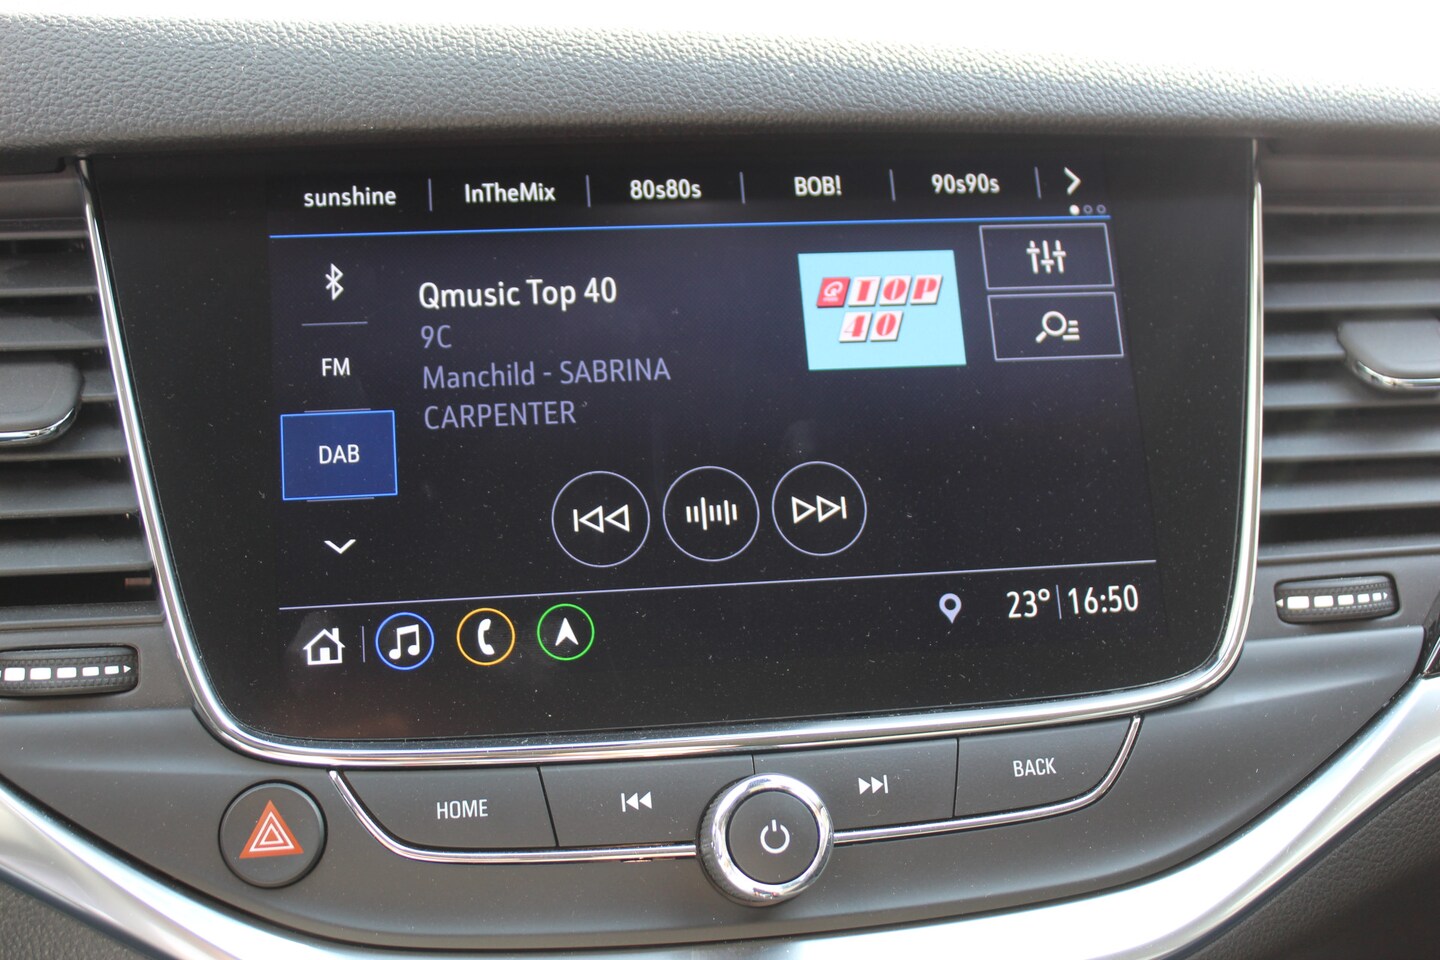 sunshine
InTheMix
80s80s
BOB!
90s90s
Qmusic Top 40
9C
Manchild - SABRINA
CARPENTER
TOP
40
FM
DAB
23° 16:50
HOME
BACK